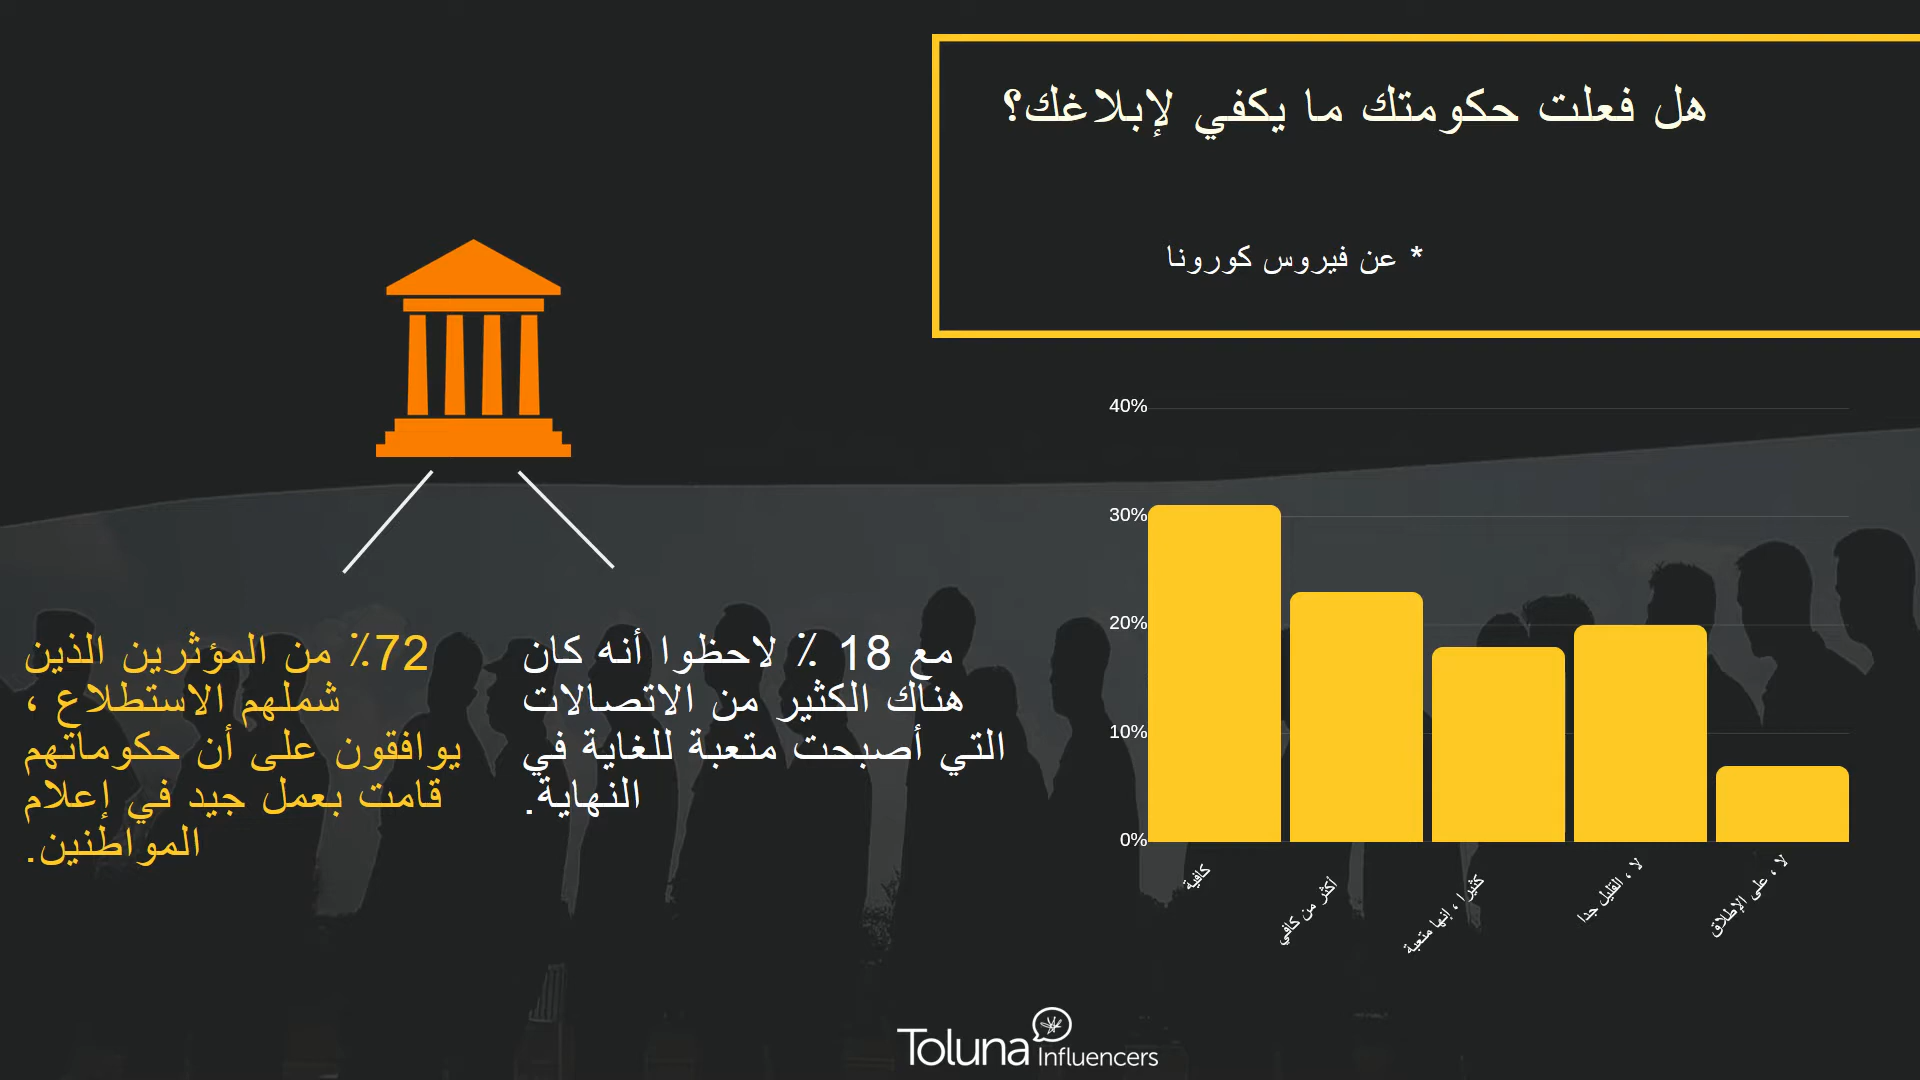 هل فعلت حكومتك ما يكفي لإبلاغك؟
* عن فيروس كورونا
72٪ من المؤثرين الذين
شملهم الاستطلاع ،
يوافقون على أن حكوماتهم
قامت بعمل جيد في إعلام
المواطنين.
مع 18 ٪ لاحظوا أنه كان
هناك الكثير من الاتصالات
التي أصبحت متعبة للغاية في
النهاية.
40%
30%
20%
10%
0%
كافية
أكثر من كافي
كثيرا ، إنها متعبة
لا ، القليل جدا
لا ، على الإطلاق
Toluna Influencers